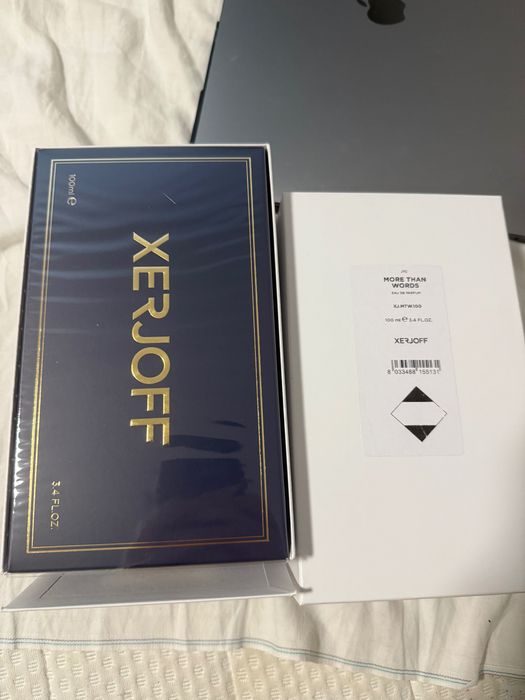 100ml e
XERJOFF
3.4 FL.OZ.
MORE THAN
WORDS
EAU DE PARFUM
XJ.MTW.100
100 ml e 3.4 FL.OZ.
XERJOFF
8 033488 155131